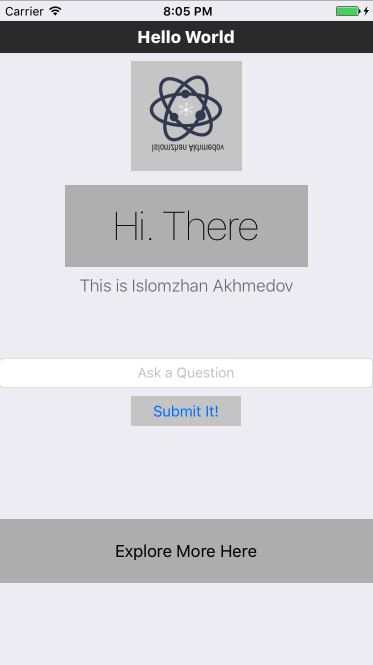 Carrier 8:05 PM
Hello World
Islomzhan Akhmedov
Hi. There
This is Islomzhan Akhmedov
Ask a Question
Submit It!
Explore More Here